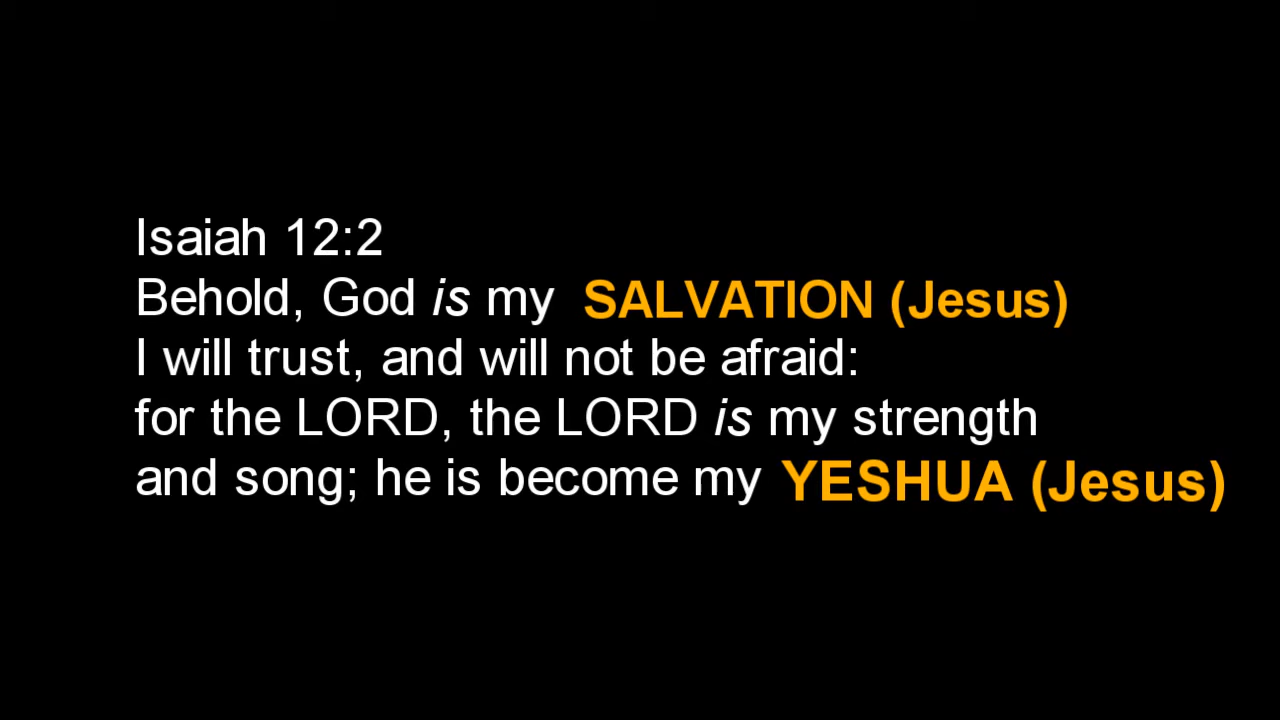 Isaiah 12:2
Behold, God is my SALVATION (Jesus)
I will trust, and will not be afraid:
for the LORD, the LORD is my strength
and song; he is become my YESHUA (Jesus)